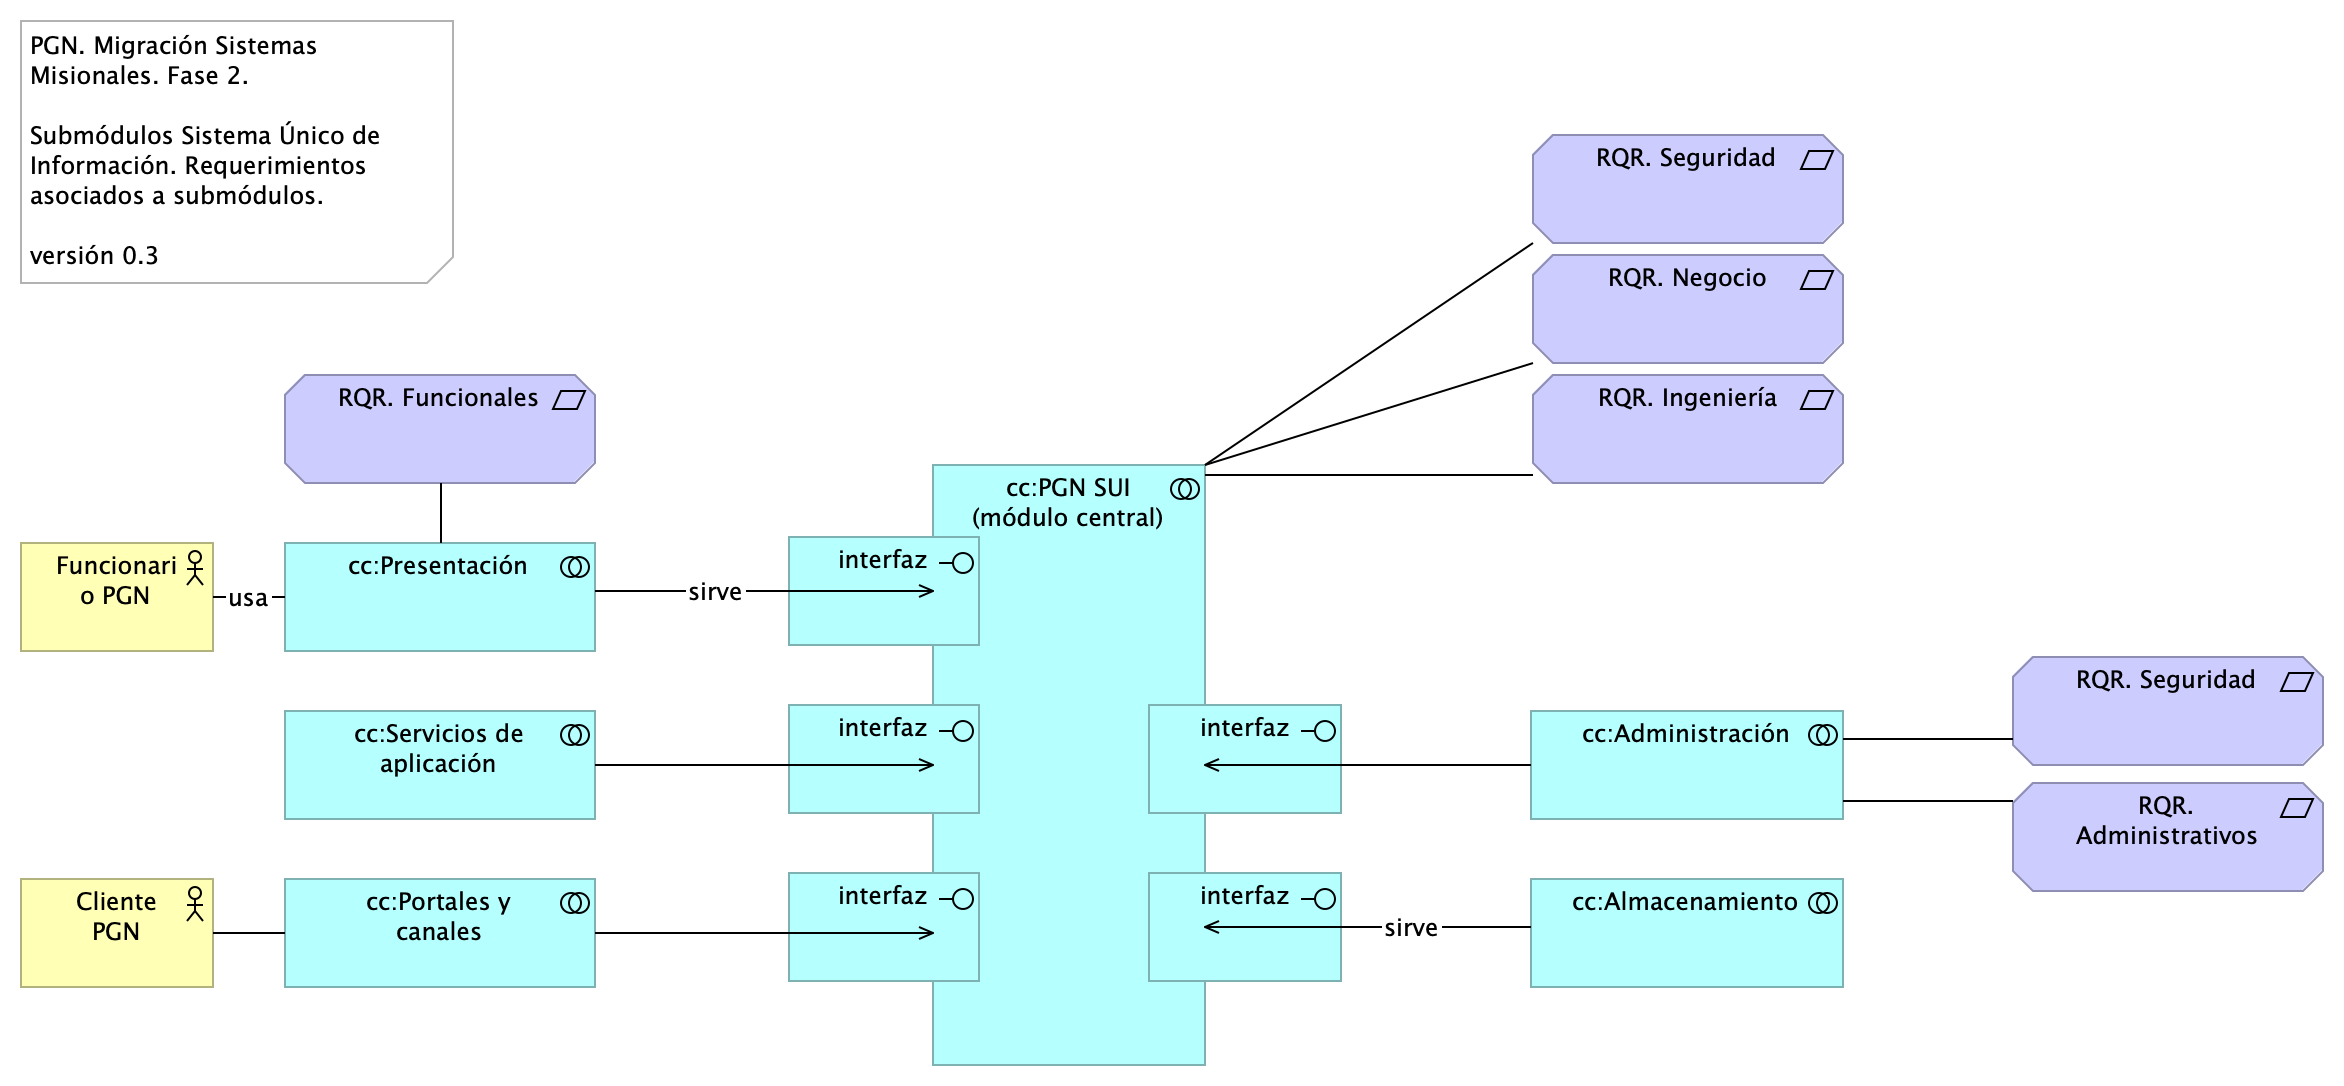 PGN. Migración Sistemas
Misionales. Fase 2.
Submódulos Sistema Único de
Información. Requerimientos
asociados a submódulos.
versión 0.3
RQR. Seguridad
RQR. Negocio
RQR. Ingeniería
RQR. Funcionales
cc:PGN SUI
(módulo central)
Funcionari
o PGN
usa
cc:Presentación
sirve
interfaz
cc:Servicios de
aplicación
interfaz
interfaz
cc:Administración
RQR. Seguridad
RQR.
Administrativos
Cliente
PGN
cc:Portales y
canales
interfaz
interfaz
sirve
cc:Almacenamiento